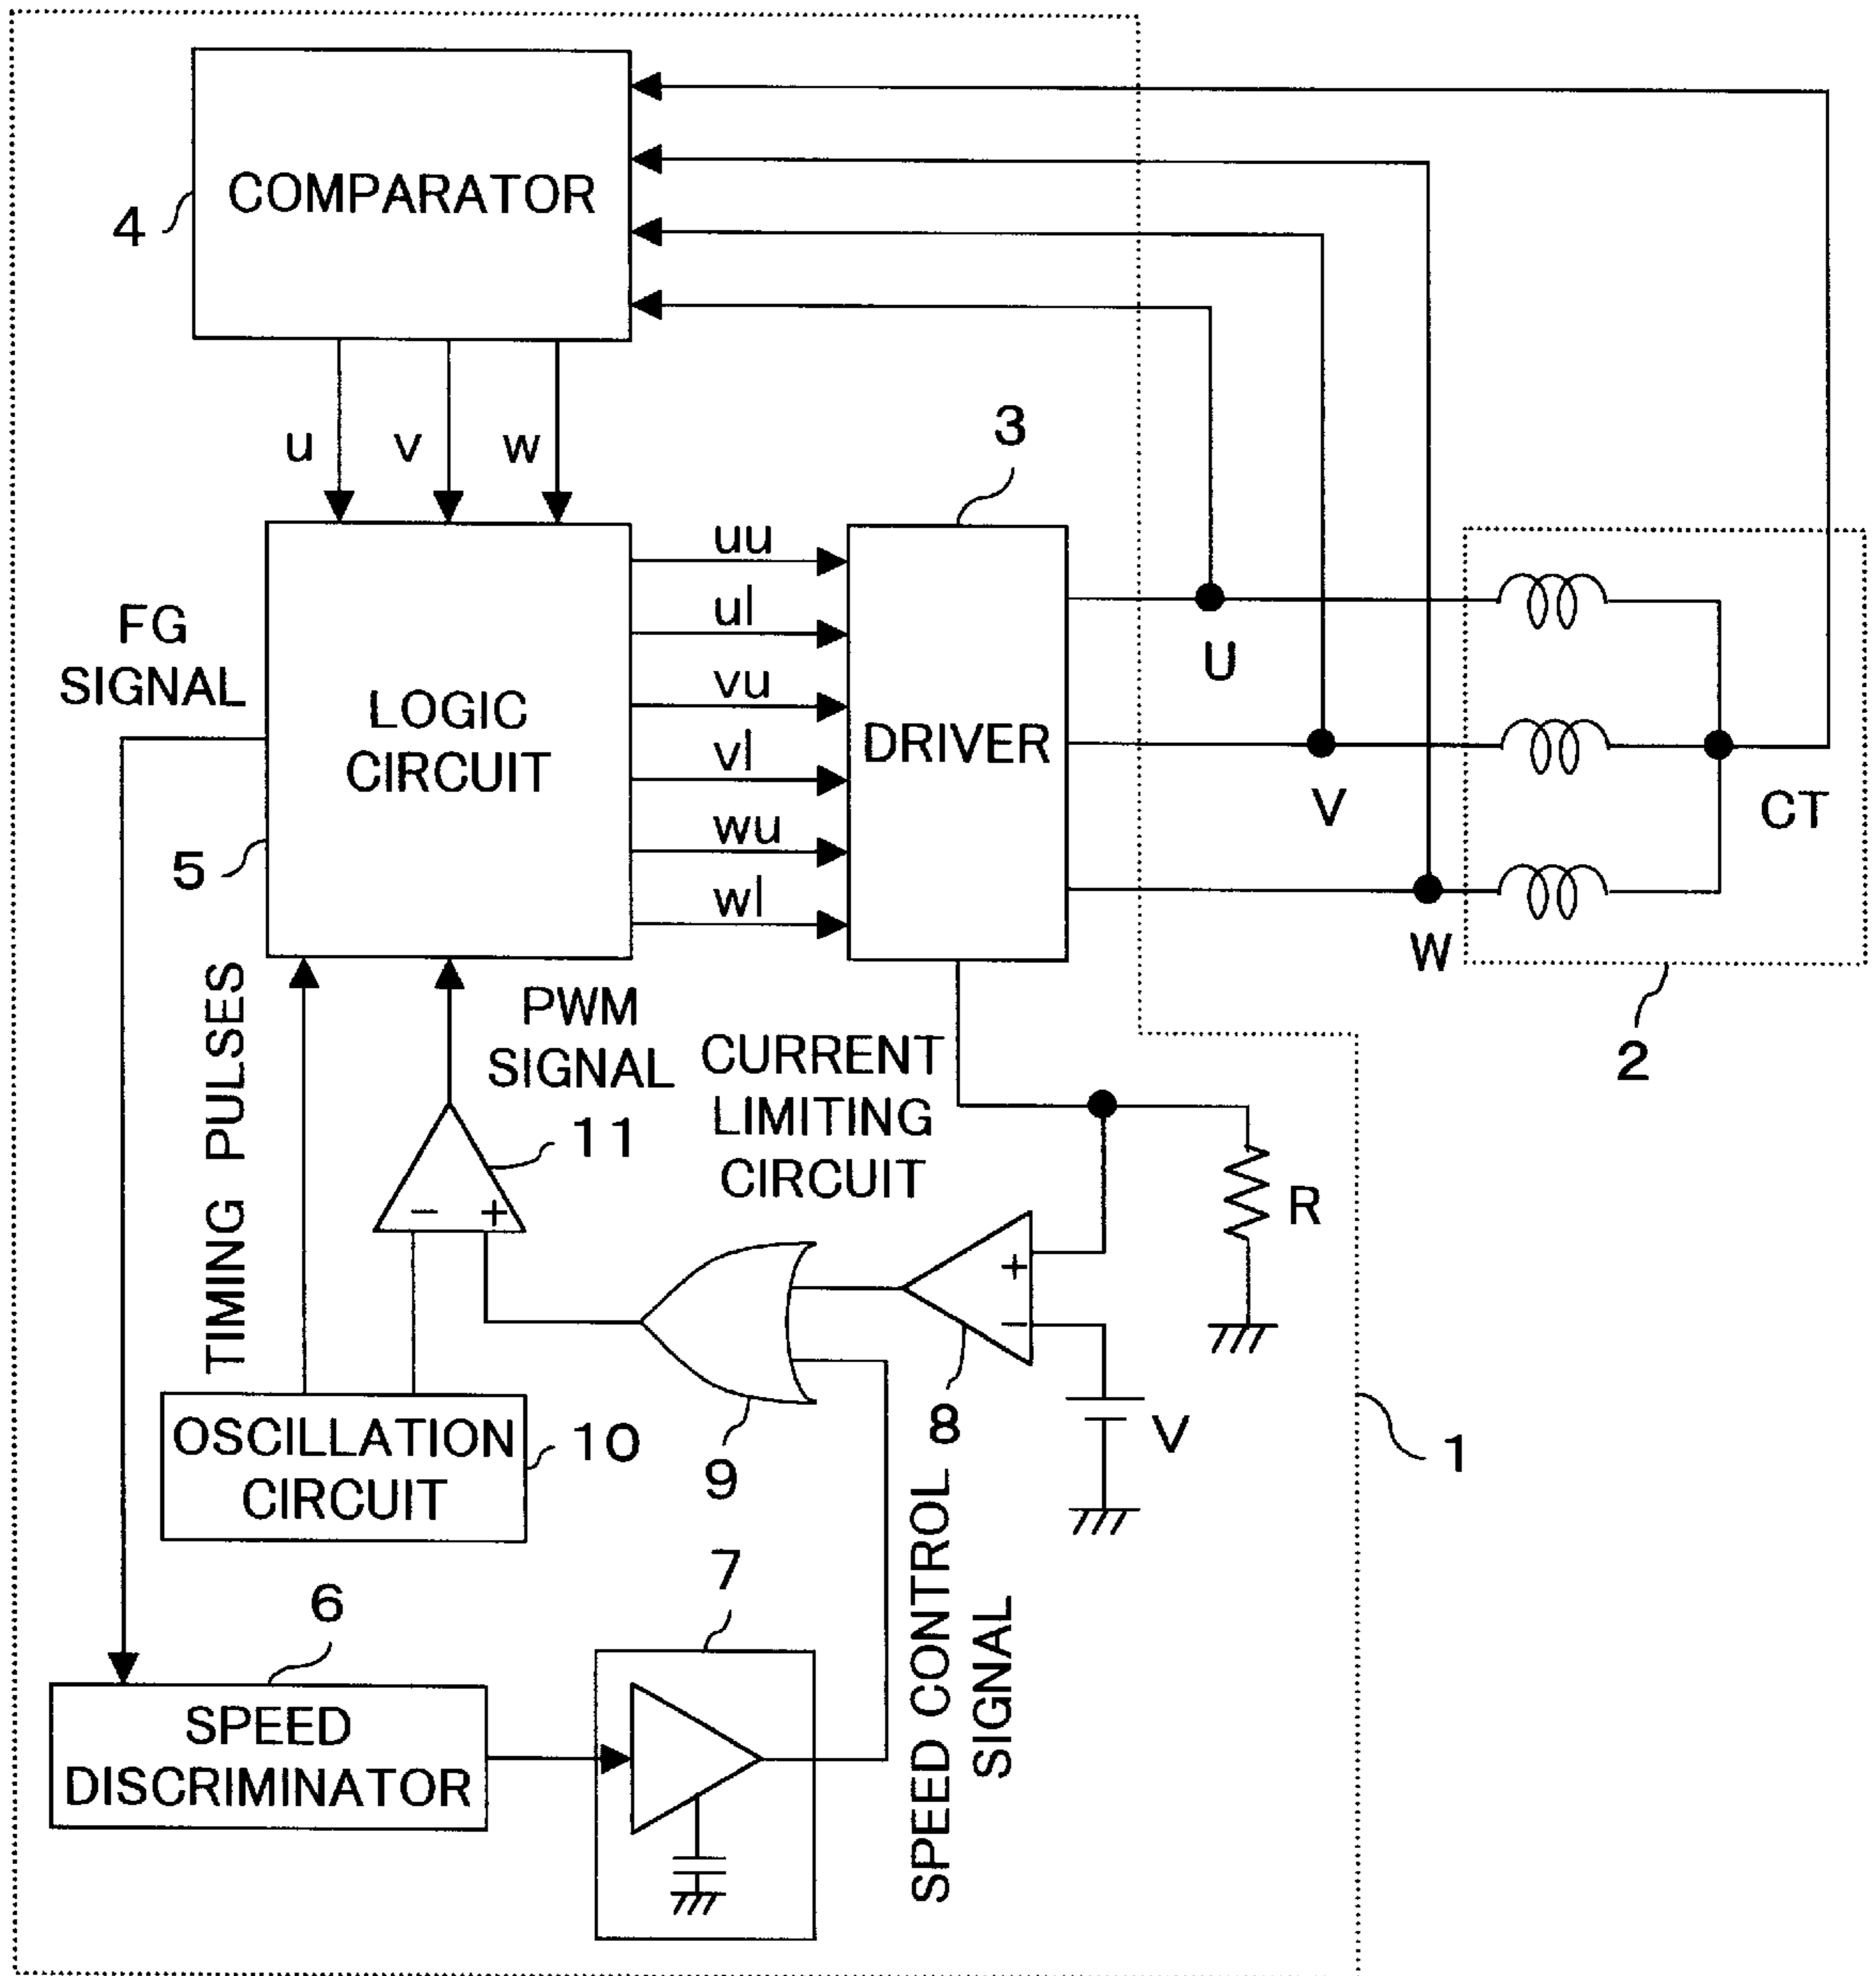 COMPARATOR
4
u
v
w
3
uu
ul
vu
vl
wu
wl
FG
SIGNAL
LOGIC
CIRCUIT
5
DRIVER
U
V
W
CT
2
TIMING PULSES
PWM
SIGNAL
CURRENT
LIMITING
CIRCUIT
11
−
+
R
+
−
8
9
V
1
OSCILLATION
CIRCUIT
10
SPEED CONTROL
SIGNAL
7
6
SPEED
DISCRIMINATOR